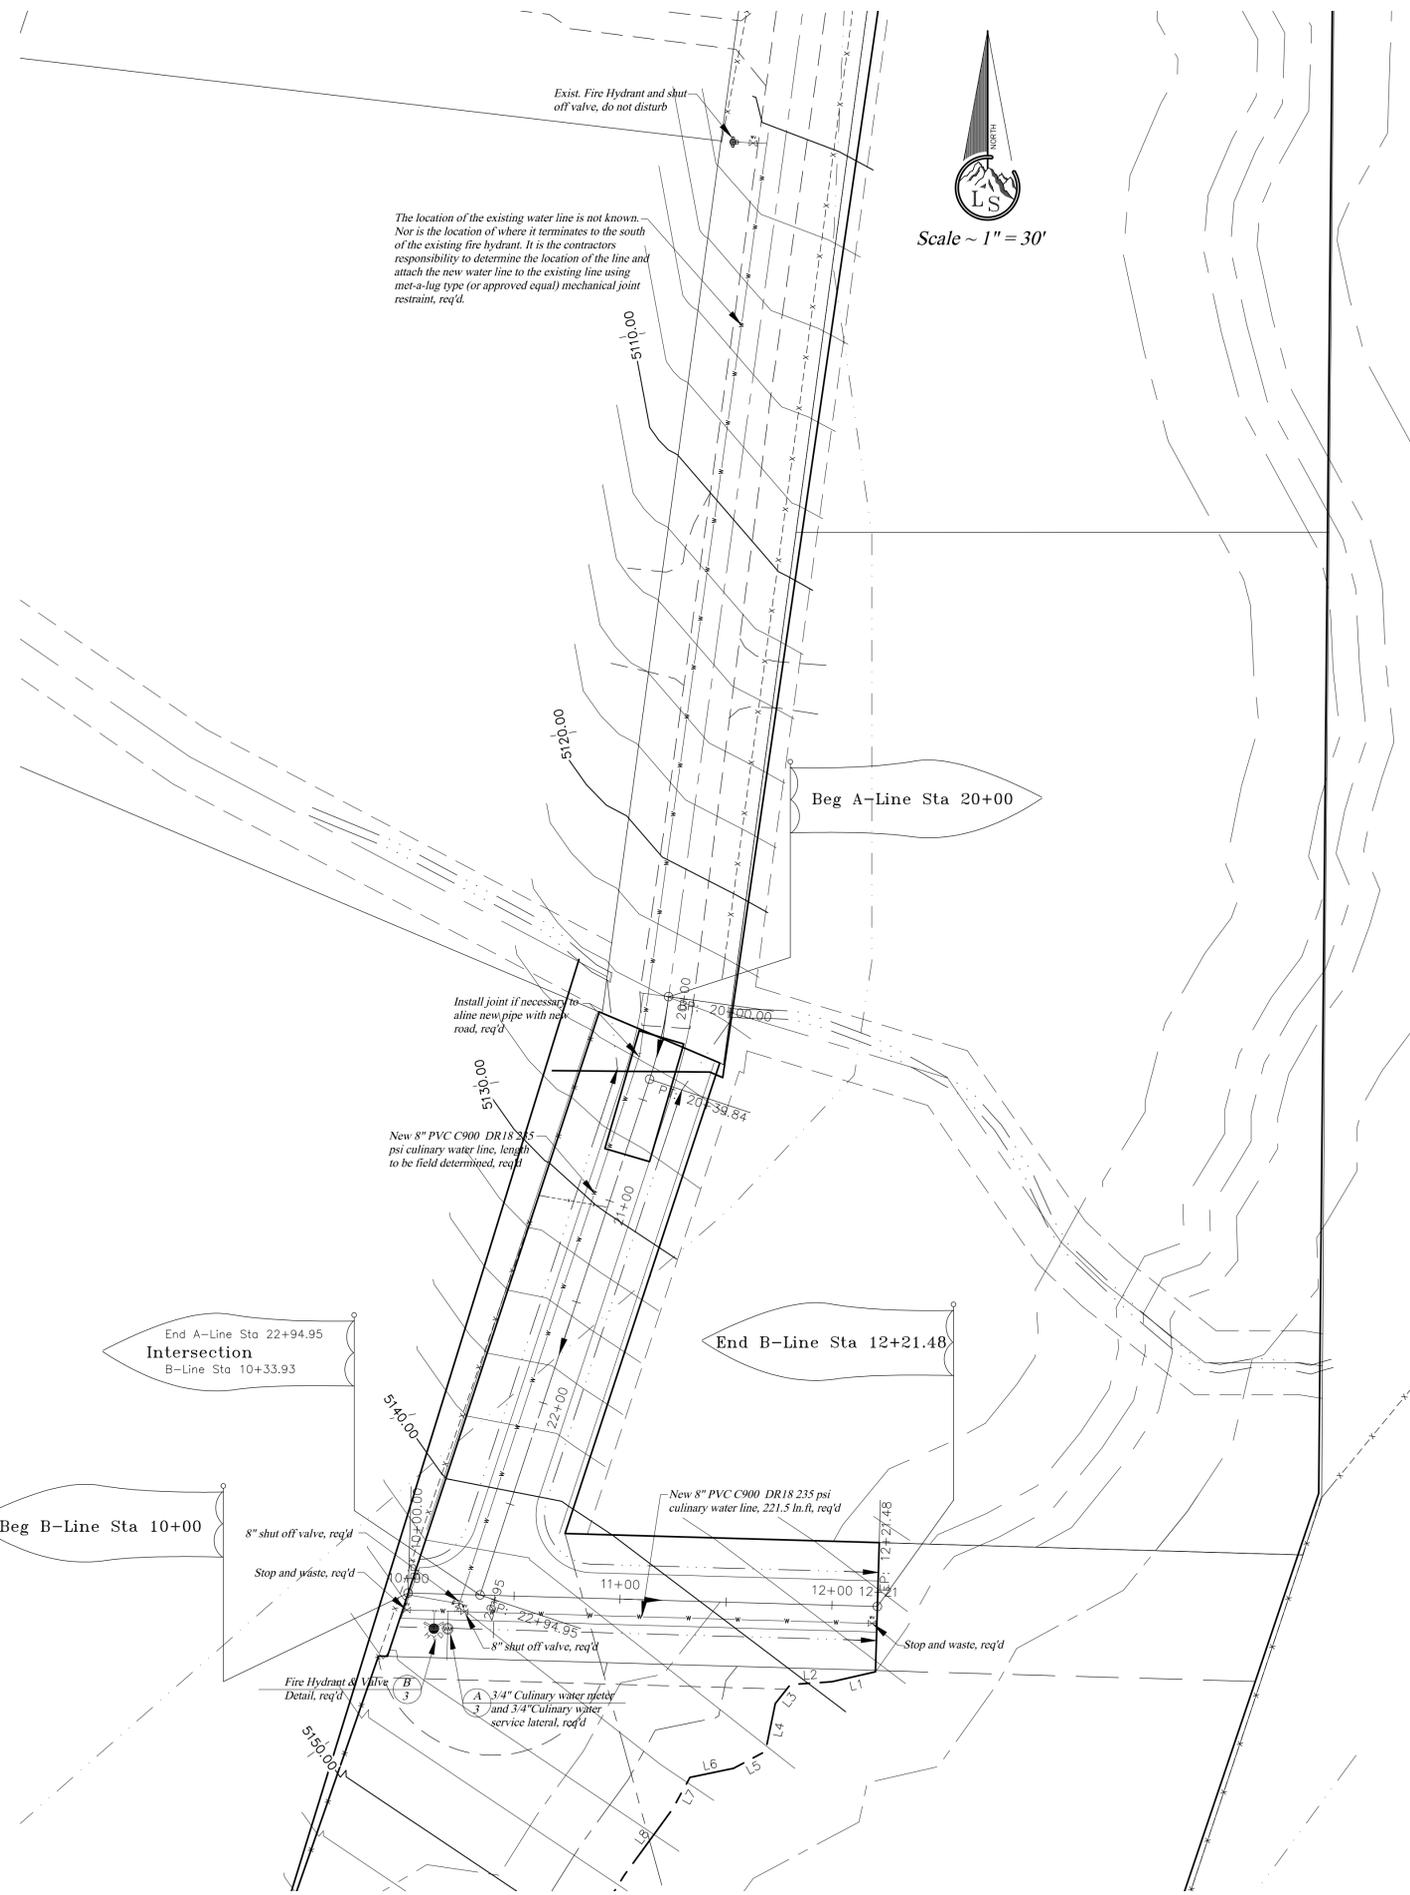 Exist. Fire Hydrant and shut
off valve, do not disturb
NORTH
L S
Scale ~ 1" = 30'
The location of the existing water line is not known.
Nor is the location of where it terminates to the south
of the existing fire hydrant. It is the contractors
responsibility to determine the location of the line and
attach the new water line to the existing line using
met-a-lug type (or approved equal) mechanical joint
restraint, req'd.
5110.00
5120.00
Beg A-Line Sta 20+00
Install joint if necessary to
aline new pipe with new
road, req'd
20+00
20+00.00
5130.00
20+39.84
New 8" PVC C900 DR18 235
psi culinary water line, length
to be field determined, req'd
21+00
End A-Line Sta 22+94.95
Intersection
B-Line Sta 10+33.93
End B-Line Sta 12+21.48
22+00
5140.00
New 8" PVC C900 DR18 235 psi
culinary water line, 221.5 ln.ft, req'd
Beg B-Line Sta 10+00
8" shut off valve, req'd
10+00.00
EP: 12+21.48
Stop and waste, req'd
10+00
11+00
12+00
12+21
22+94.95
8" shut off valve, req'd
Stop and waste, req'd
Fire Hydrant & Valve
Detail, req'd
B
3
A
3
3/4" Culinary water meter
and 3/4"Culinary water
service lateral, req'd
L1
L2
L3
L4
L5
L6
L7
L8
5150.00